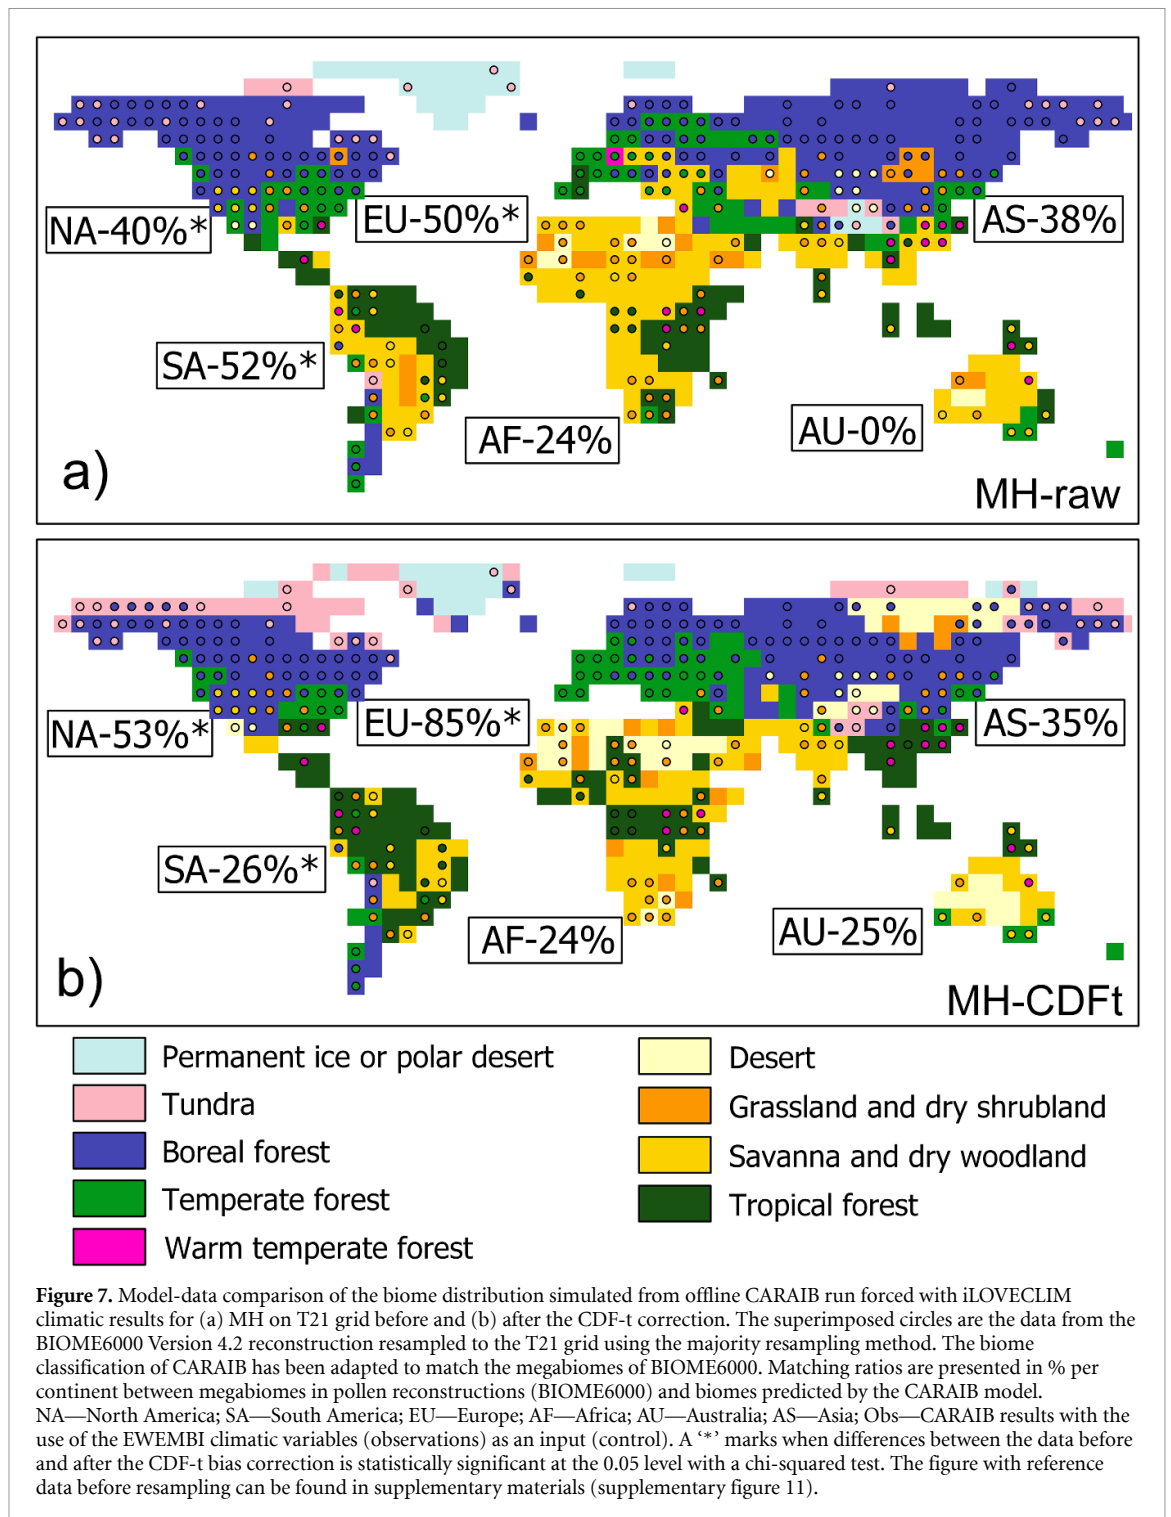 NA-40%*
EU-50%*
AS-38%
SA-52%*
AF-24%
AU-0%
a)
MH-raw
NA-53%*
EU-85%*
AS-35%
SA-26%*
AF-24%
AU-25%
b)
MH-CDFt
Permanent ice or polar desert
Tundra
Boreal forest
Temperate forest
Warm temperate forest
Desert
Grassland and dry shrubland
Savanna and dry woodland
Tropical forest
Figure 7. Model-data comparison of the biome distribution simulated from offline CARAIB run forced with iLOVECLIM
climatic results for (a) MH on T21 grid before and (b) after the CDF-t correction. The superimposed circles are the data from the
BIOME6000 Version 4.2 reconstruction resampled to the T21 grid using the majority resampling method. The biome
classification of CARAIB has been adapted to match the megabiomes of BIOME6000. Matching ratios are presented in % per
continent between megabiomes in pollen reconstructions (BIOME6000) and biomes predicted by the CARAIB model.
NA—North America; SA—South America; EU—Europe; AF—Africa; AU—Australia; AS—Asia; Obs—CARAIB results with the
use of the EWEMBI climatic variables (observations) as an input (control). A ‘*’ marks when differences between the data before
and after the CDF-t bias correction is statistically significant at the 0.05 level with a chi-squared test. The figure with reference
data before resampling can be found in supplementary materials (supplementary figure 11).